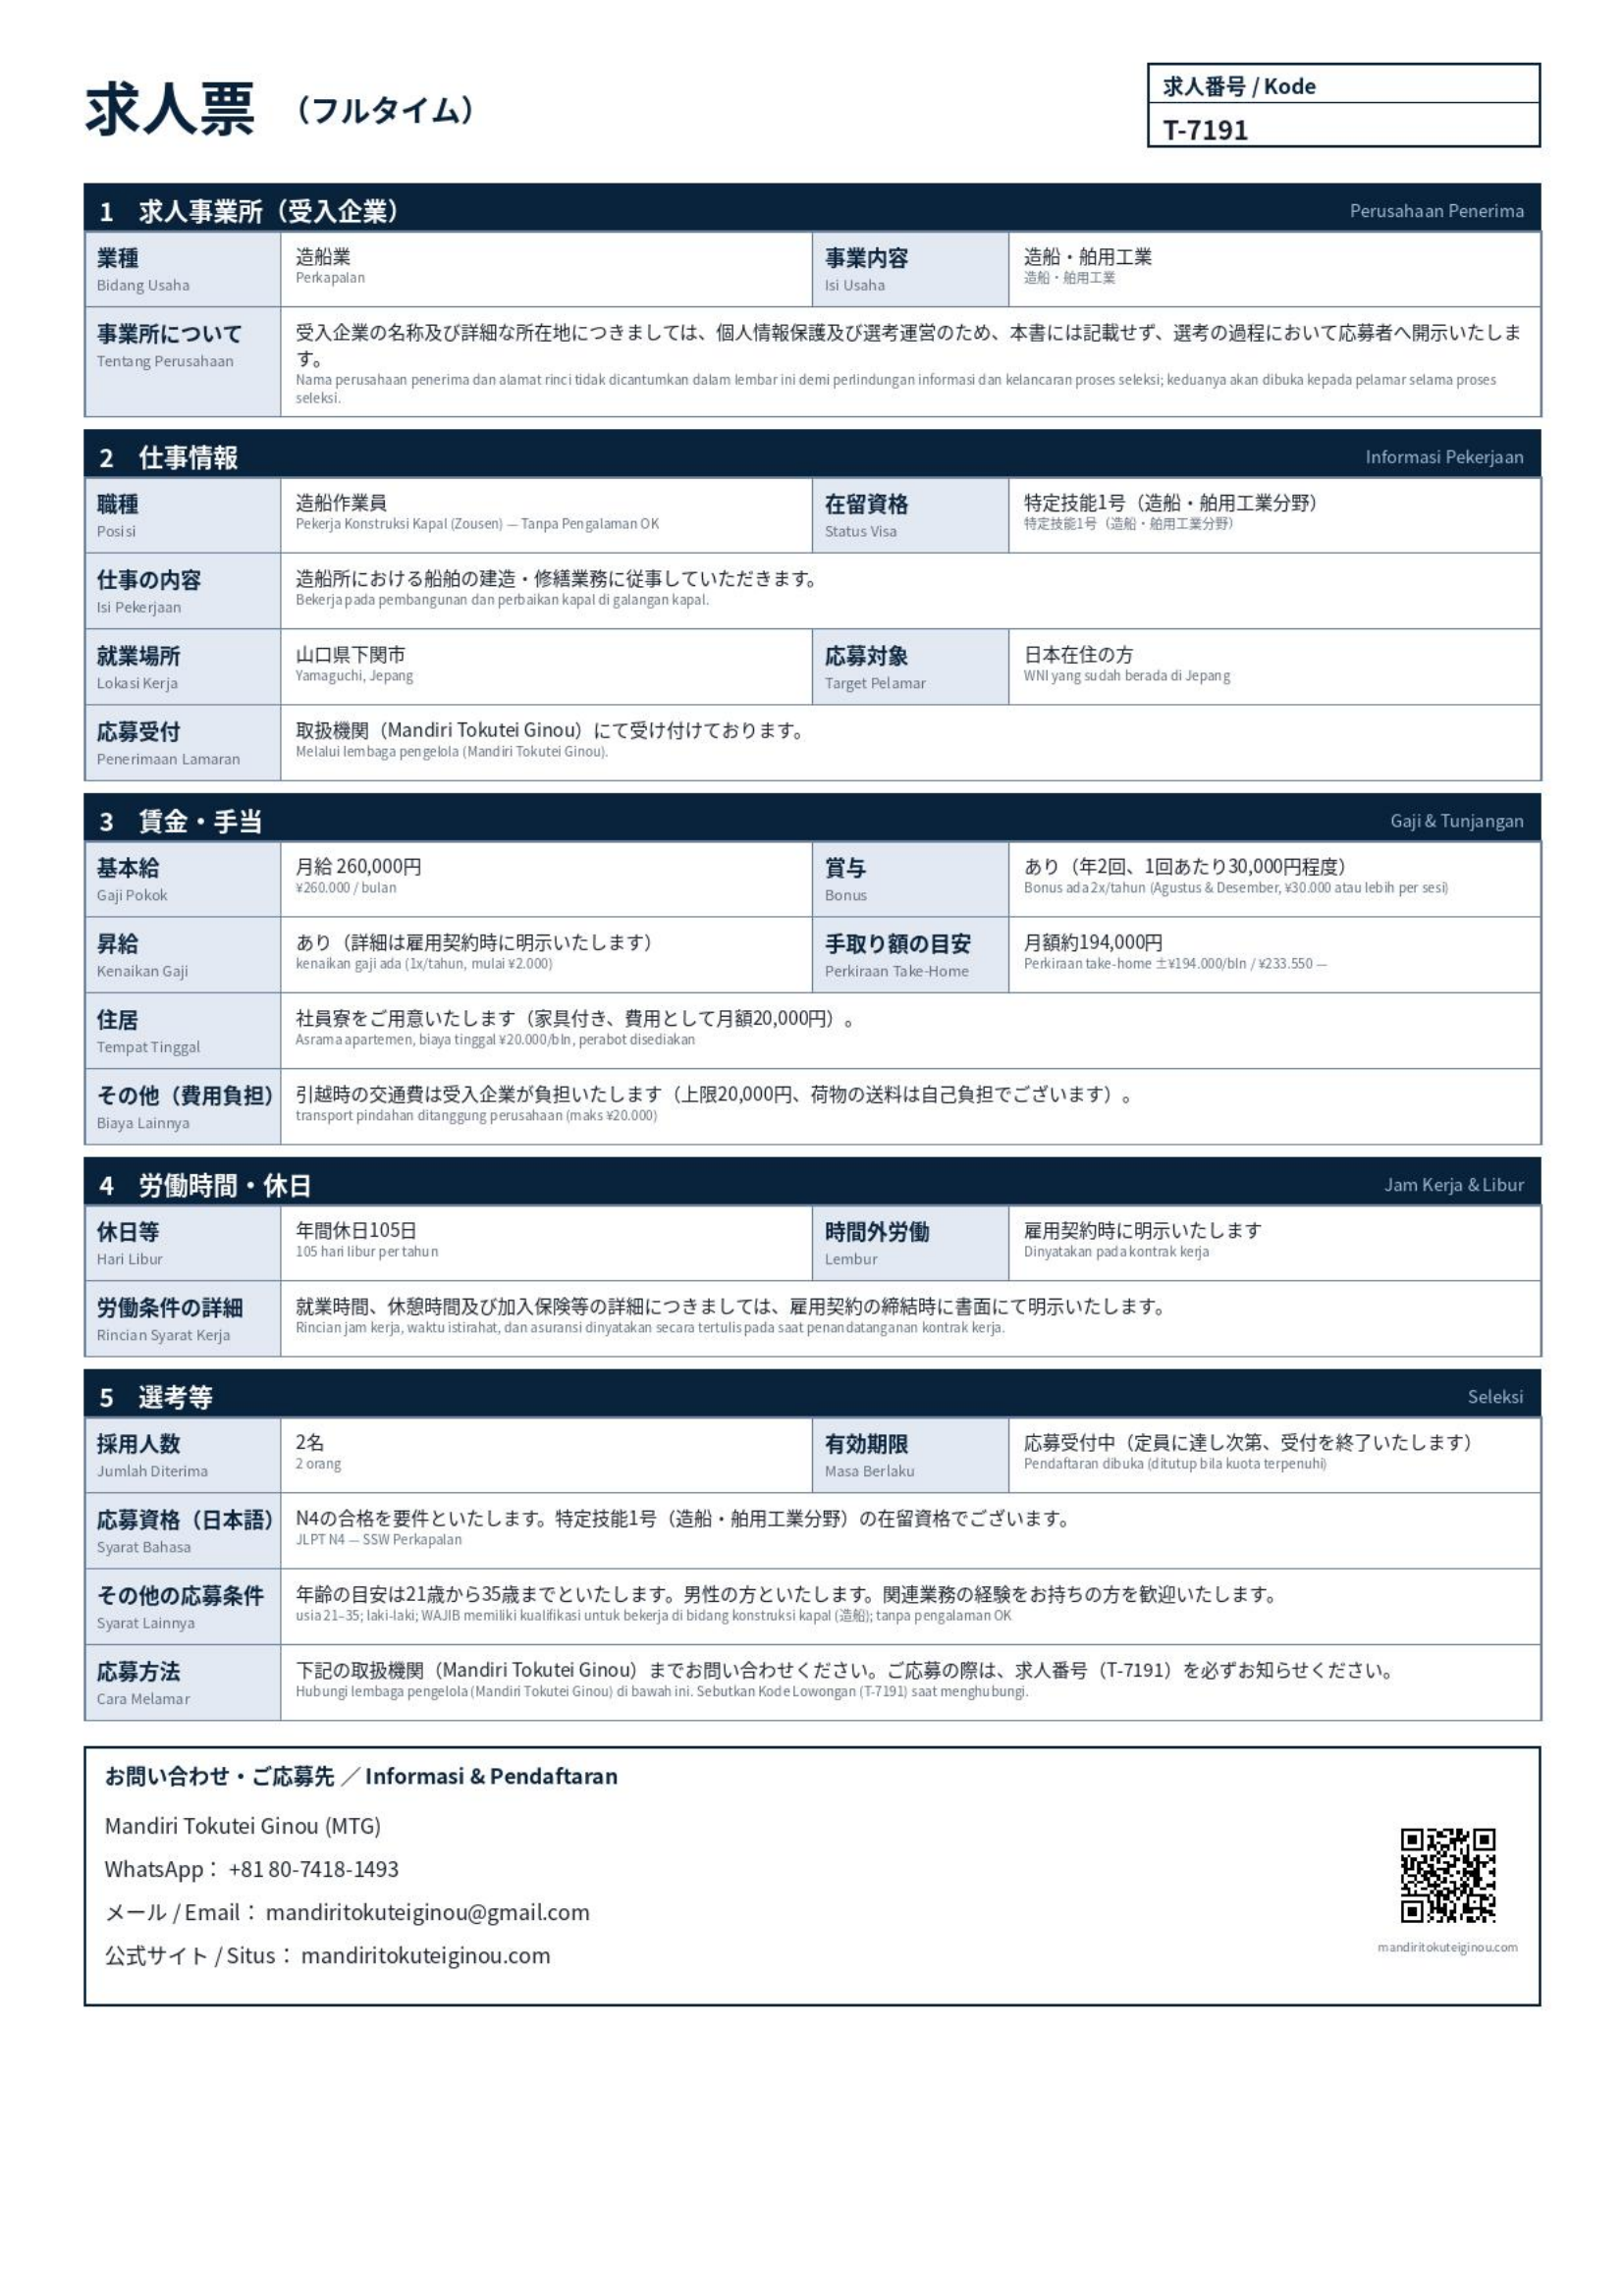 求人票 （フルタイム）
求人番号 / Kode
T-7191
1 求人事業所（受入企業） Perusahaan Penerima
業種 造船業 事業内容 造船・舶用工業
Bidang Usaha Perkapalan Isi Usaha 造船・舶用工業
事業所について 受入企業の名称及び詳細な所在地につきましては、個人情報保護及び選考運営のため、本書には記載せず、選考の過程において応募者へ開示いたしま
す。
Tentang Perusahaan
Nama perusahaan penerima dan alamat rinci tidak dicantumkan dalam lembar ini demi perlindungan informasi dan kelancaran proses seleksi; keduanya akan dibuka kepada pelamar selama proses
seleksi.
2 仕事情報 Informasi Pekerjaan
職種 造船作業員 在留資格 特定技能1号（造船・舶用工業分野）
Posisi Pekerja Konstruksi Kapal (Zousen) — Tanpa Pengalaman OK Status Visa 特定技能1号（造船・舶用工業分野）
仕事の内容 造船所における船舶の建造・修繕業務に従事していただきます。
Isi Pekerjaan Bekerja pada pembangunan dan perbaikan kapal di galangan kapal.
就業場所 山口県下関市 応募対象 日本在住の方
Lokasi Kerja Yamaguchi, Jepang Target Pelamar WNI yang sudah berada di Jepang
応募受付 取扱機関（Mandiri Tokutei Ginou）にて受け付けております。
Penerimaan Lamaran Melalui lembaga pengelola (Mandiri Tokutei Ginou).
3 賃金・手当 Gaji & Tunjangan
基本給 月給 260,000円 賞与 あり（年2回、1回あたり30,000円程度）
Gaji Pokok ¥260.000 / bulan Bonus Bonus ada 2x/tahun (Agustus & Desember, ¥30.000 atau lebih per sesi)
昇給 あり（詳細は雇用契約時に明示いたします） 手取り額の目安 月額約194,000円
Kenaikan Gaji kenaikan gaji ada (1x/tahun, mulai ¥2.000) Perkiraan Take-Home Perkiraan take-home ±¥194.000/bln / ¥233.550 —
住居 社員寮をご用意いたします（家具付き、費用として月額20,000円）。
Tempat Tinggal Asrama apartemen, biaya tinggal ¥20.000/bln, perabot disediakan
その他（費用負担） 引越時の交通費は受入企業が負担いたします（上限20,000円、荷物の送料は自己負担でございます）。
Biaya Lainnya transport pindahan ditanggung perusahaan (maks ¥20.000)
4 労働時間・休日 Jam Kerja & Libur
休日等 年間休日105日 時間外労働 雇用契約時に明示いたします
Hari Libur 105 hari libur per tahun Lembur Dinyatakan pada kontrak kerja
労働条件の詳細 就業時間、休憩時間及び加入保険等の詳細につきましては、雇用契約の締結時に書面にて明示いたします。
Rincian Syarat Kerja Rincian jam kerja, waktu istirahat, dan asuransi dinyatakan secara tertulis pada saat penandatanganan kontrak kerja.
5 選考等 Seleksi
採用人数 2名 有効期限 応募受付中（定員に達し次第、受付を終了いたします）
Jumlah Diterima 2 orang Masa Berlaku Pendaftaran dibuka (ditutup bila kuota terpenuhi)
応募資格（日本語） N4の合格を要件といたします。特定技能1号（造船・舶用工業分野）の在留資格でございます。
Syarat Bahasa JLPT N4 — SSW Perkapalan
その他の応募条件 年齢の目安は21歳から35歳までといたします。男性の方といたします。関連業務の経験をお持ちの方を歓迎いたします。
Syarat Lainnya usia 21–35; laki-laki; WAJIB memiliki kualifikasi untuk bekerja di bidang konstruksi kapal (造船); tanpa pengalaman OK
応募方法 下記の取扱機関（Mandiri Tokutei Ginou）までお問い合わせください。ご応募の際は、求人番号（T-7191）を必ずお知らせください。
Cara Melamar Hubungi lembaga pengelola (Mandiri Tokutei Ginou) di bawah ini. Sebutkan Kode Lowongan (T-7191) saat menghubungi.
お問い合わせ・ご応募先 ／ Informasi & Pendaftaran
Mandiri Tokutei Ginou (MTG)
WhatsApp： +81 80-7418-1493
メール / Email： mandiritokuteiginou@gmail.com
公式サイト / Situs： mandiritokuteiginou.com
mandiritokuteiginou.com